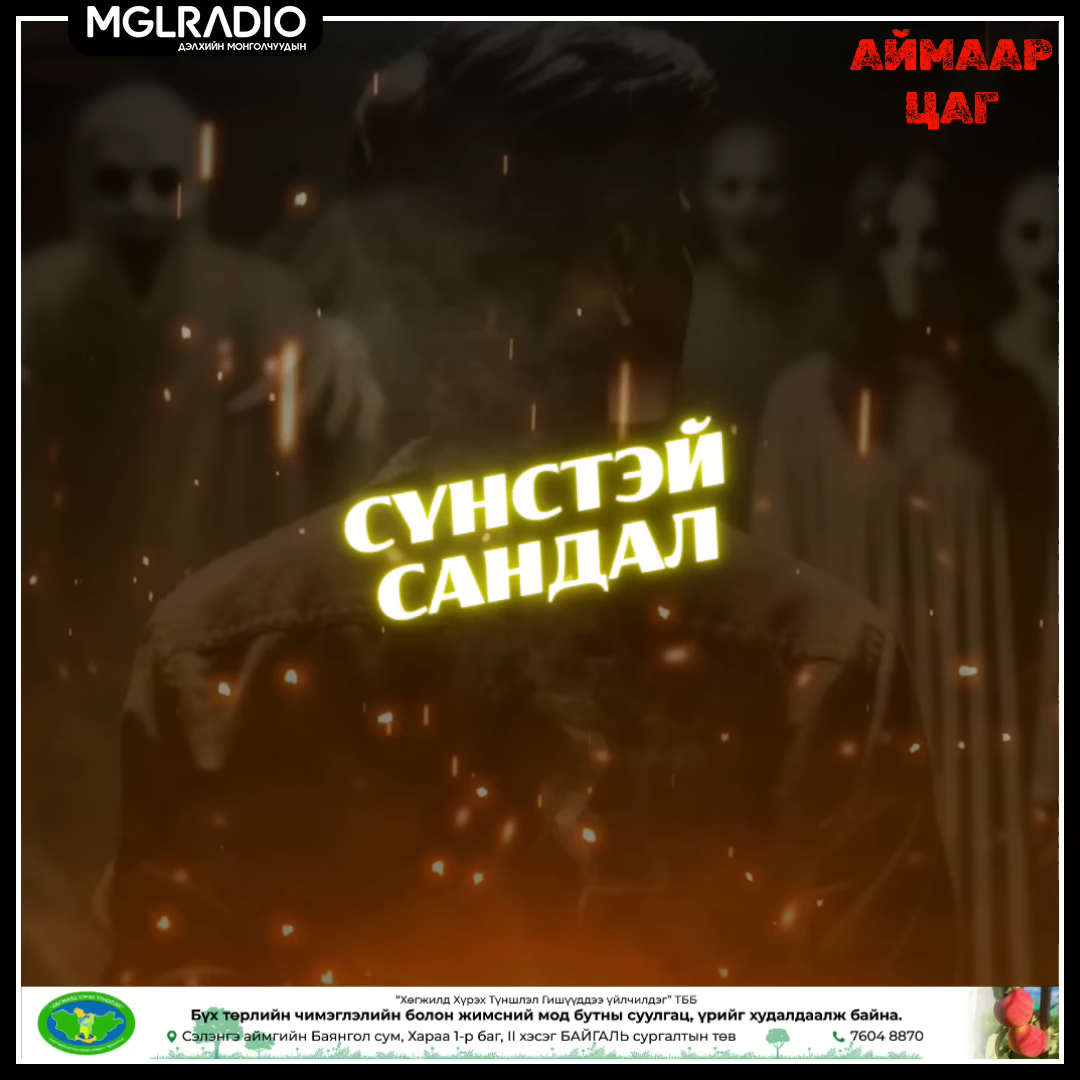 MGLRADIO
ДЭЛХИЙН МОНГОЛЧУУДЫН
АЙМААР
ЦАГ
СҮНСТЭЙ
САНДАЛ
"Хөгжилд Хүрэх Түншлэл Гишүүддээ үйлчилдэг" ТББ
Бүх төрлийн чимэглэлийн болон жимсний мод бутны суулгац, үрийг худалдаалж байна.
Сэлэнгэ аймгийн Баянгол сум, Хараа 1-р баг, II хэсэг БАЙГАЛЬ сургалтын төв 7604 8870